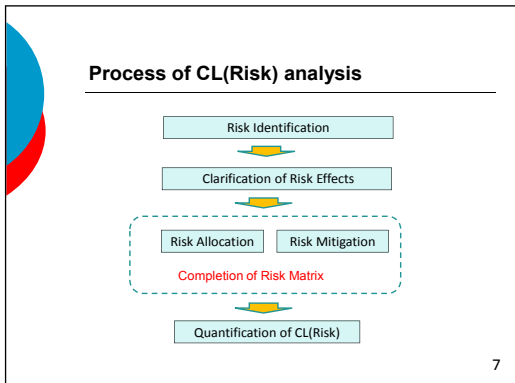 Process of CL(Risk) analysis
Risk Identification
Clarification of Risk Effects
Risk Allocation Risk Mitigation
Completion of Risk Matrix
Quantification of CL(Risk)
7